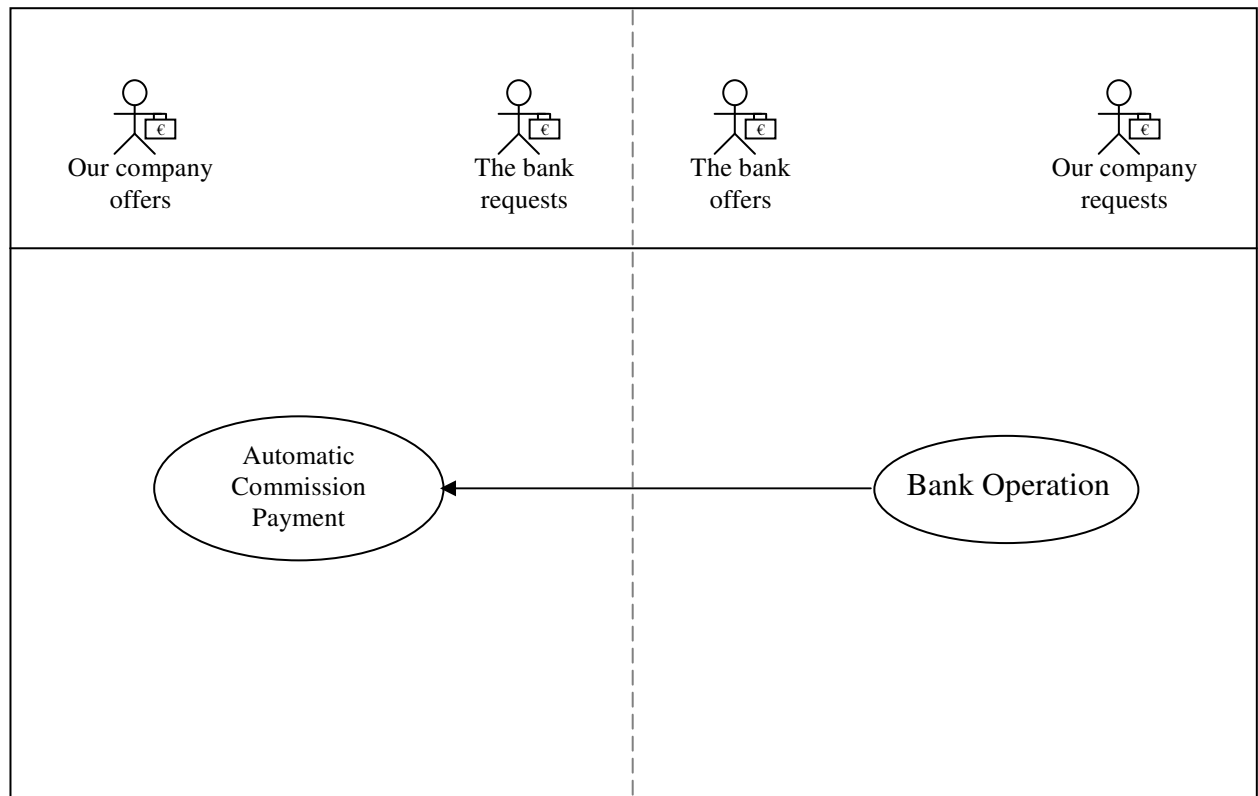 €
€
€
€
Our company
offers
The bank
requests
The bank
offers
Our company
requests
Automatic
Commission
Payment
Bank Operation